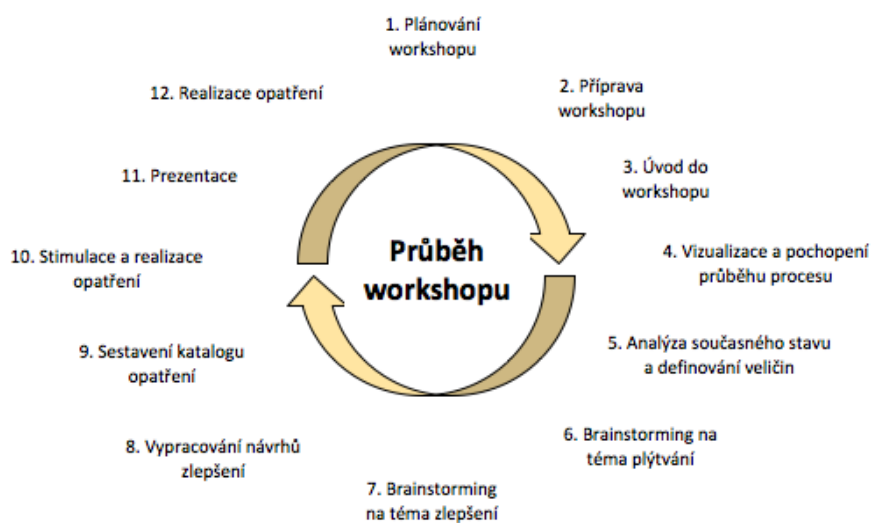 1. Plánování
workshopu
2. Příprava
workshopu
3. Úvod do
workshopu
4. Vizualizace a pochopení
průběhu procesu
5. Analýza současného stavu
a definování veličin
6. Brainstorming na
téma plýtvání
7. Brainstorming
na téma zlepšení
8. Vypracování návrhů
zlepšení
9. Sestavení katalogu
opatření
10. Stimulace a realizace
opatření
11. Prezentace
12. Realizace opatření
Průběh
workshopu